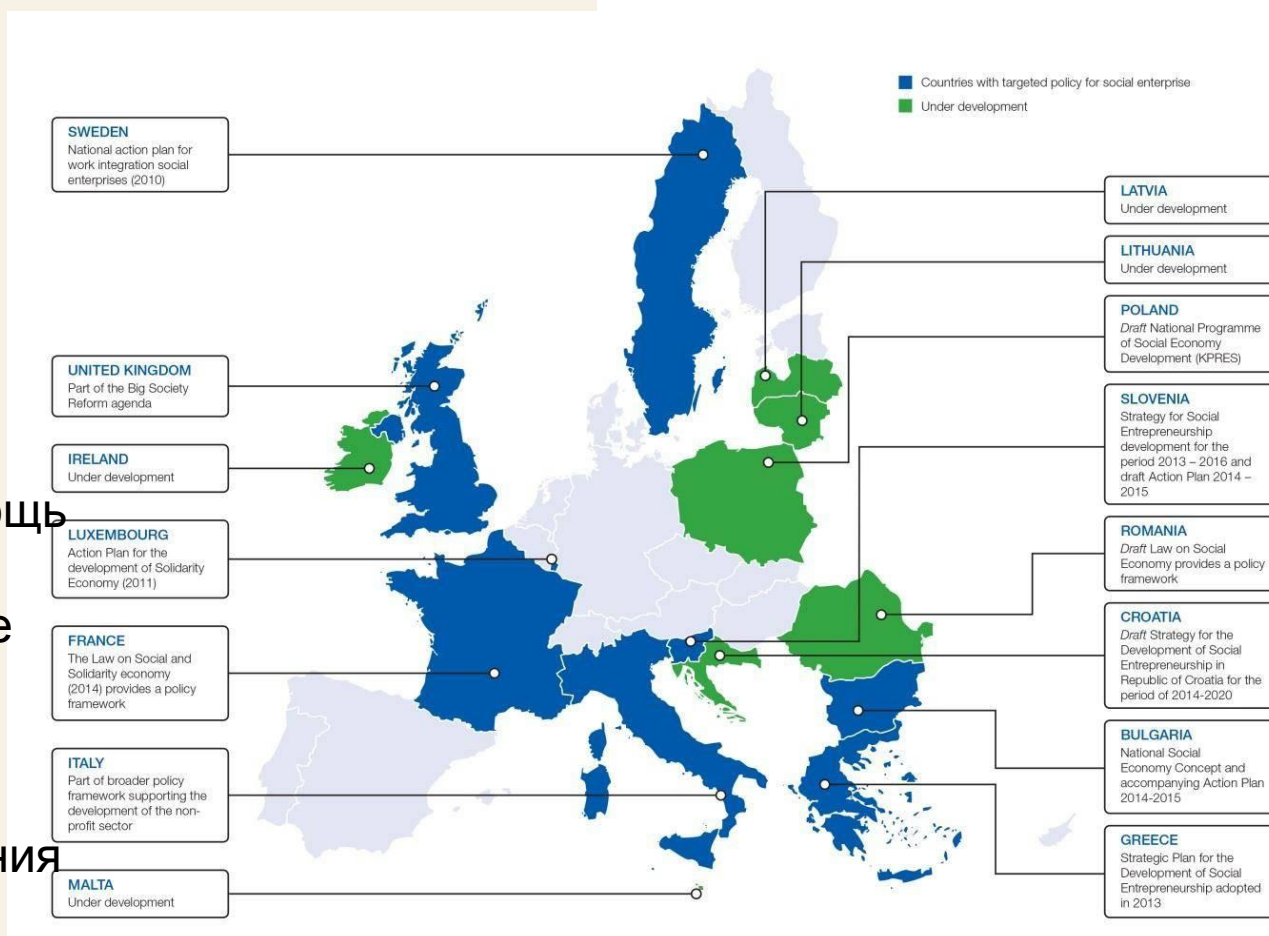 Countries with targeted policy for social enterprise
Under development
SWEDEN
National action plan for
work integration social
enterprises (2010)
UNITED KINGDOM
Part of the Big Society
Reform agenda
IRELAND
Under development
LUXEMBOURG
Action Plan for the
development of Solidarity
Economy (2011)
FRANCE
The Law on Social and
Solidarity economy
(2014) provides a policy
framework
ITALY
Part of broader policy
framework supporting the
development of the non-
profit sector
MALTA
Under development
LATVIA
Under development
LITHUANIA
Under development
POLAND
Draft National Programme
of Social Economy
Development (KPRES)
SLOVENIA
Strategy for Social
Entrepreneurship
development for the
period 2013 – 2016 and
draft Action Plan 2014 –
2015
ROMANIA
Draft Law on Social
Economy provides a policy
framework
CROATIA
Draft Strategy for the
Development of Social
Entrepreneurship in
Republic of Croatia for the
period of 2014-2020
BULGARIA
National Social
Economy Concept and
accompanying Action Plan
2014-2015
GREECE
Strategic Plan for the
Development of Social
Entrepreneurship adopted
in 2013